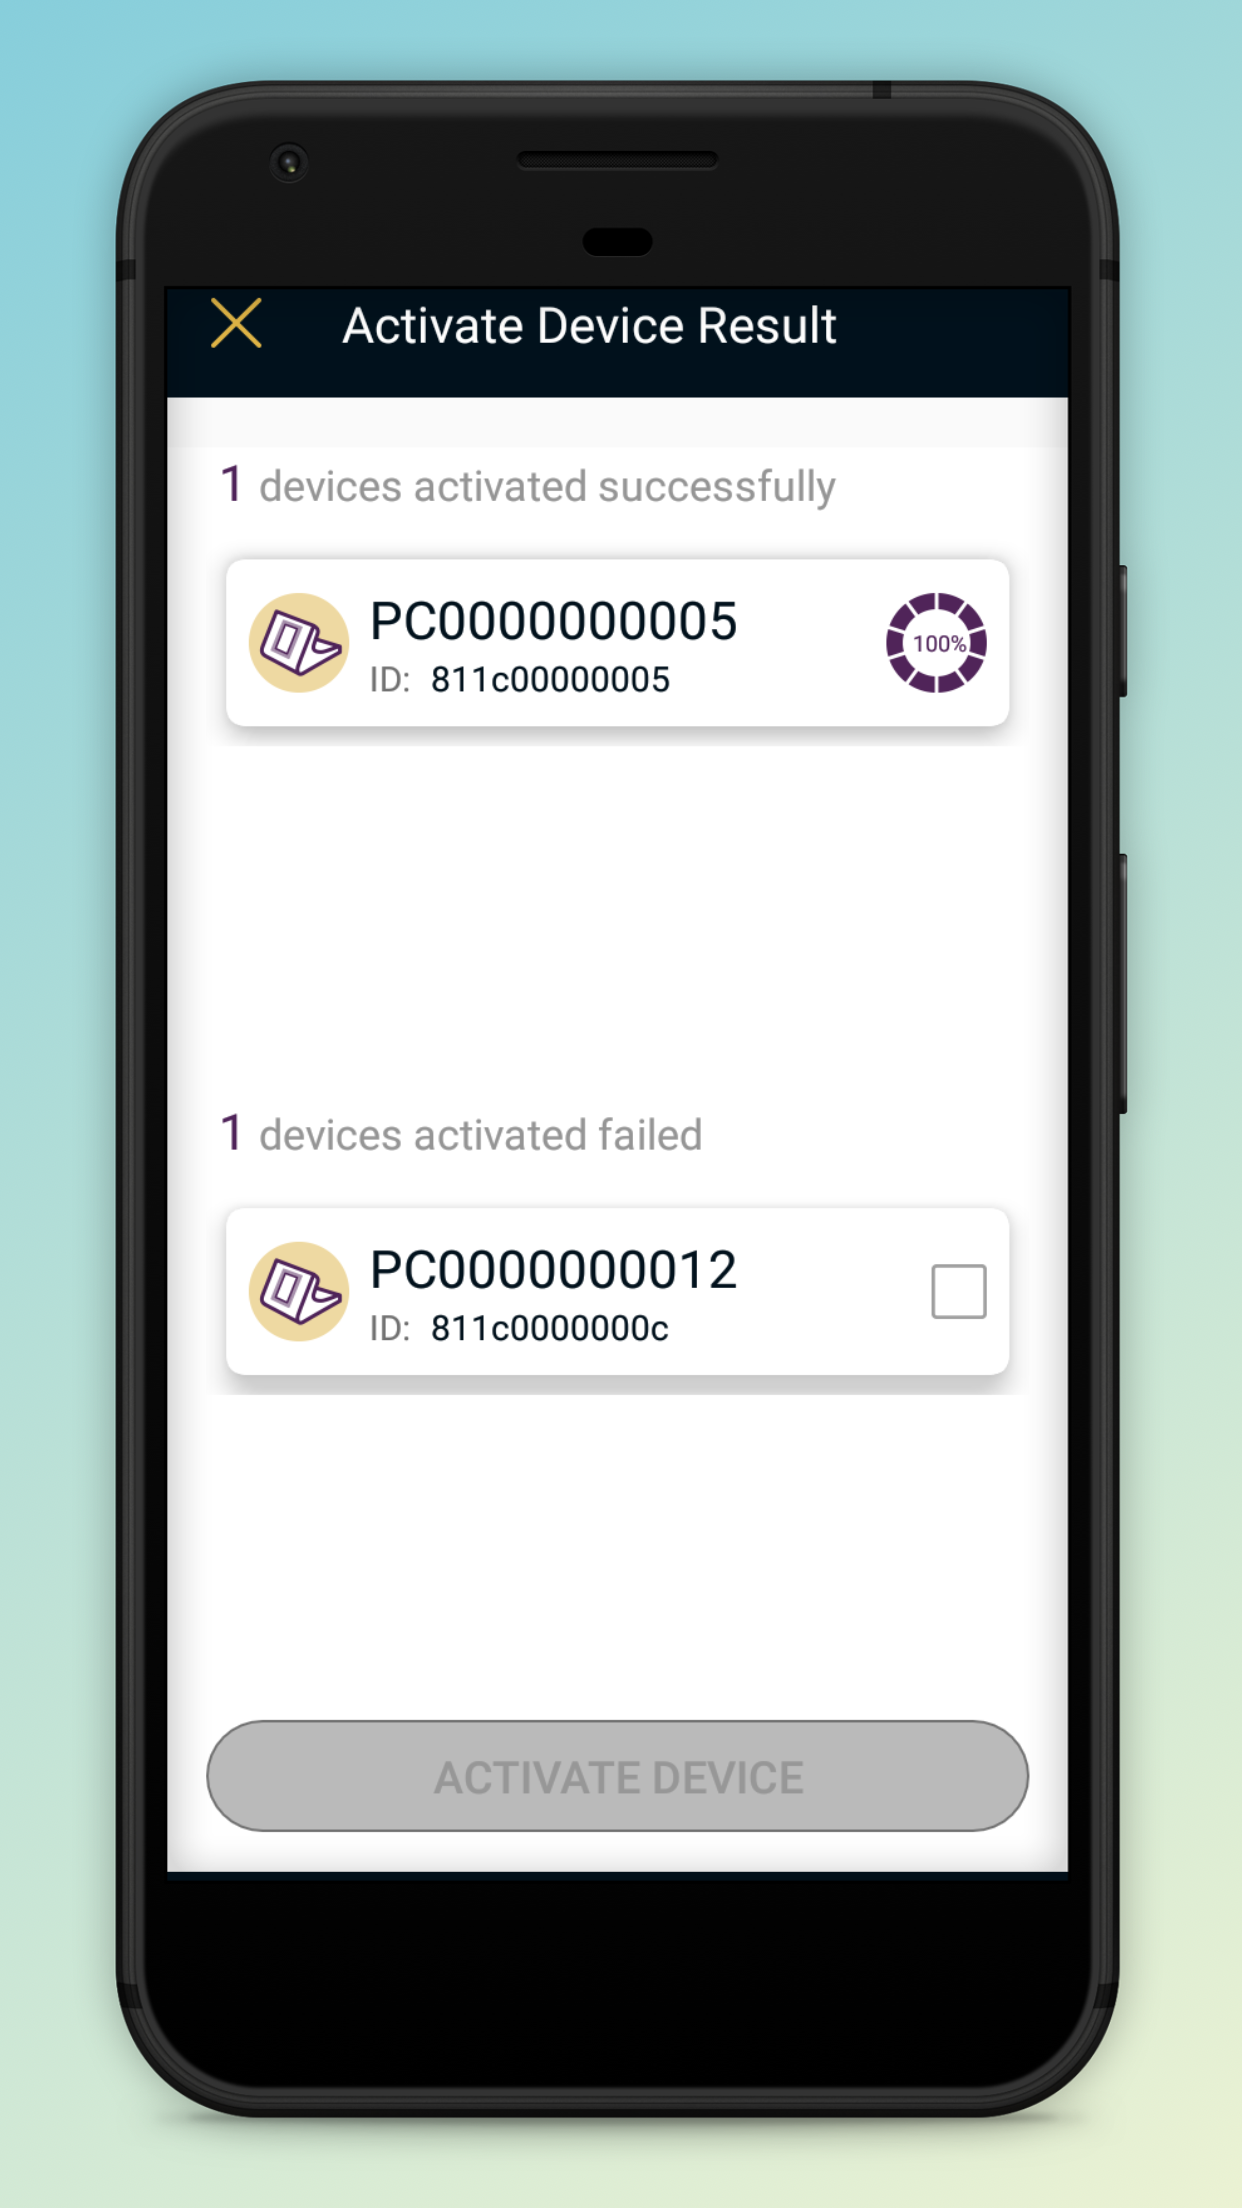 Activate Device Result
1 devices activated successfully
PC0000000005
ID: 811c00000005
100%
1 devices activated failed
PC0000000012
ID: 811c0000000c
ACTIVATE DEVICE